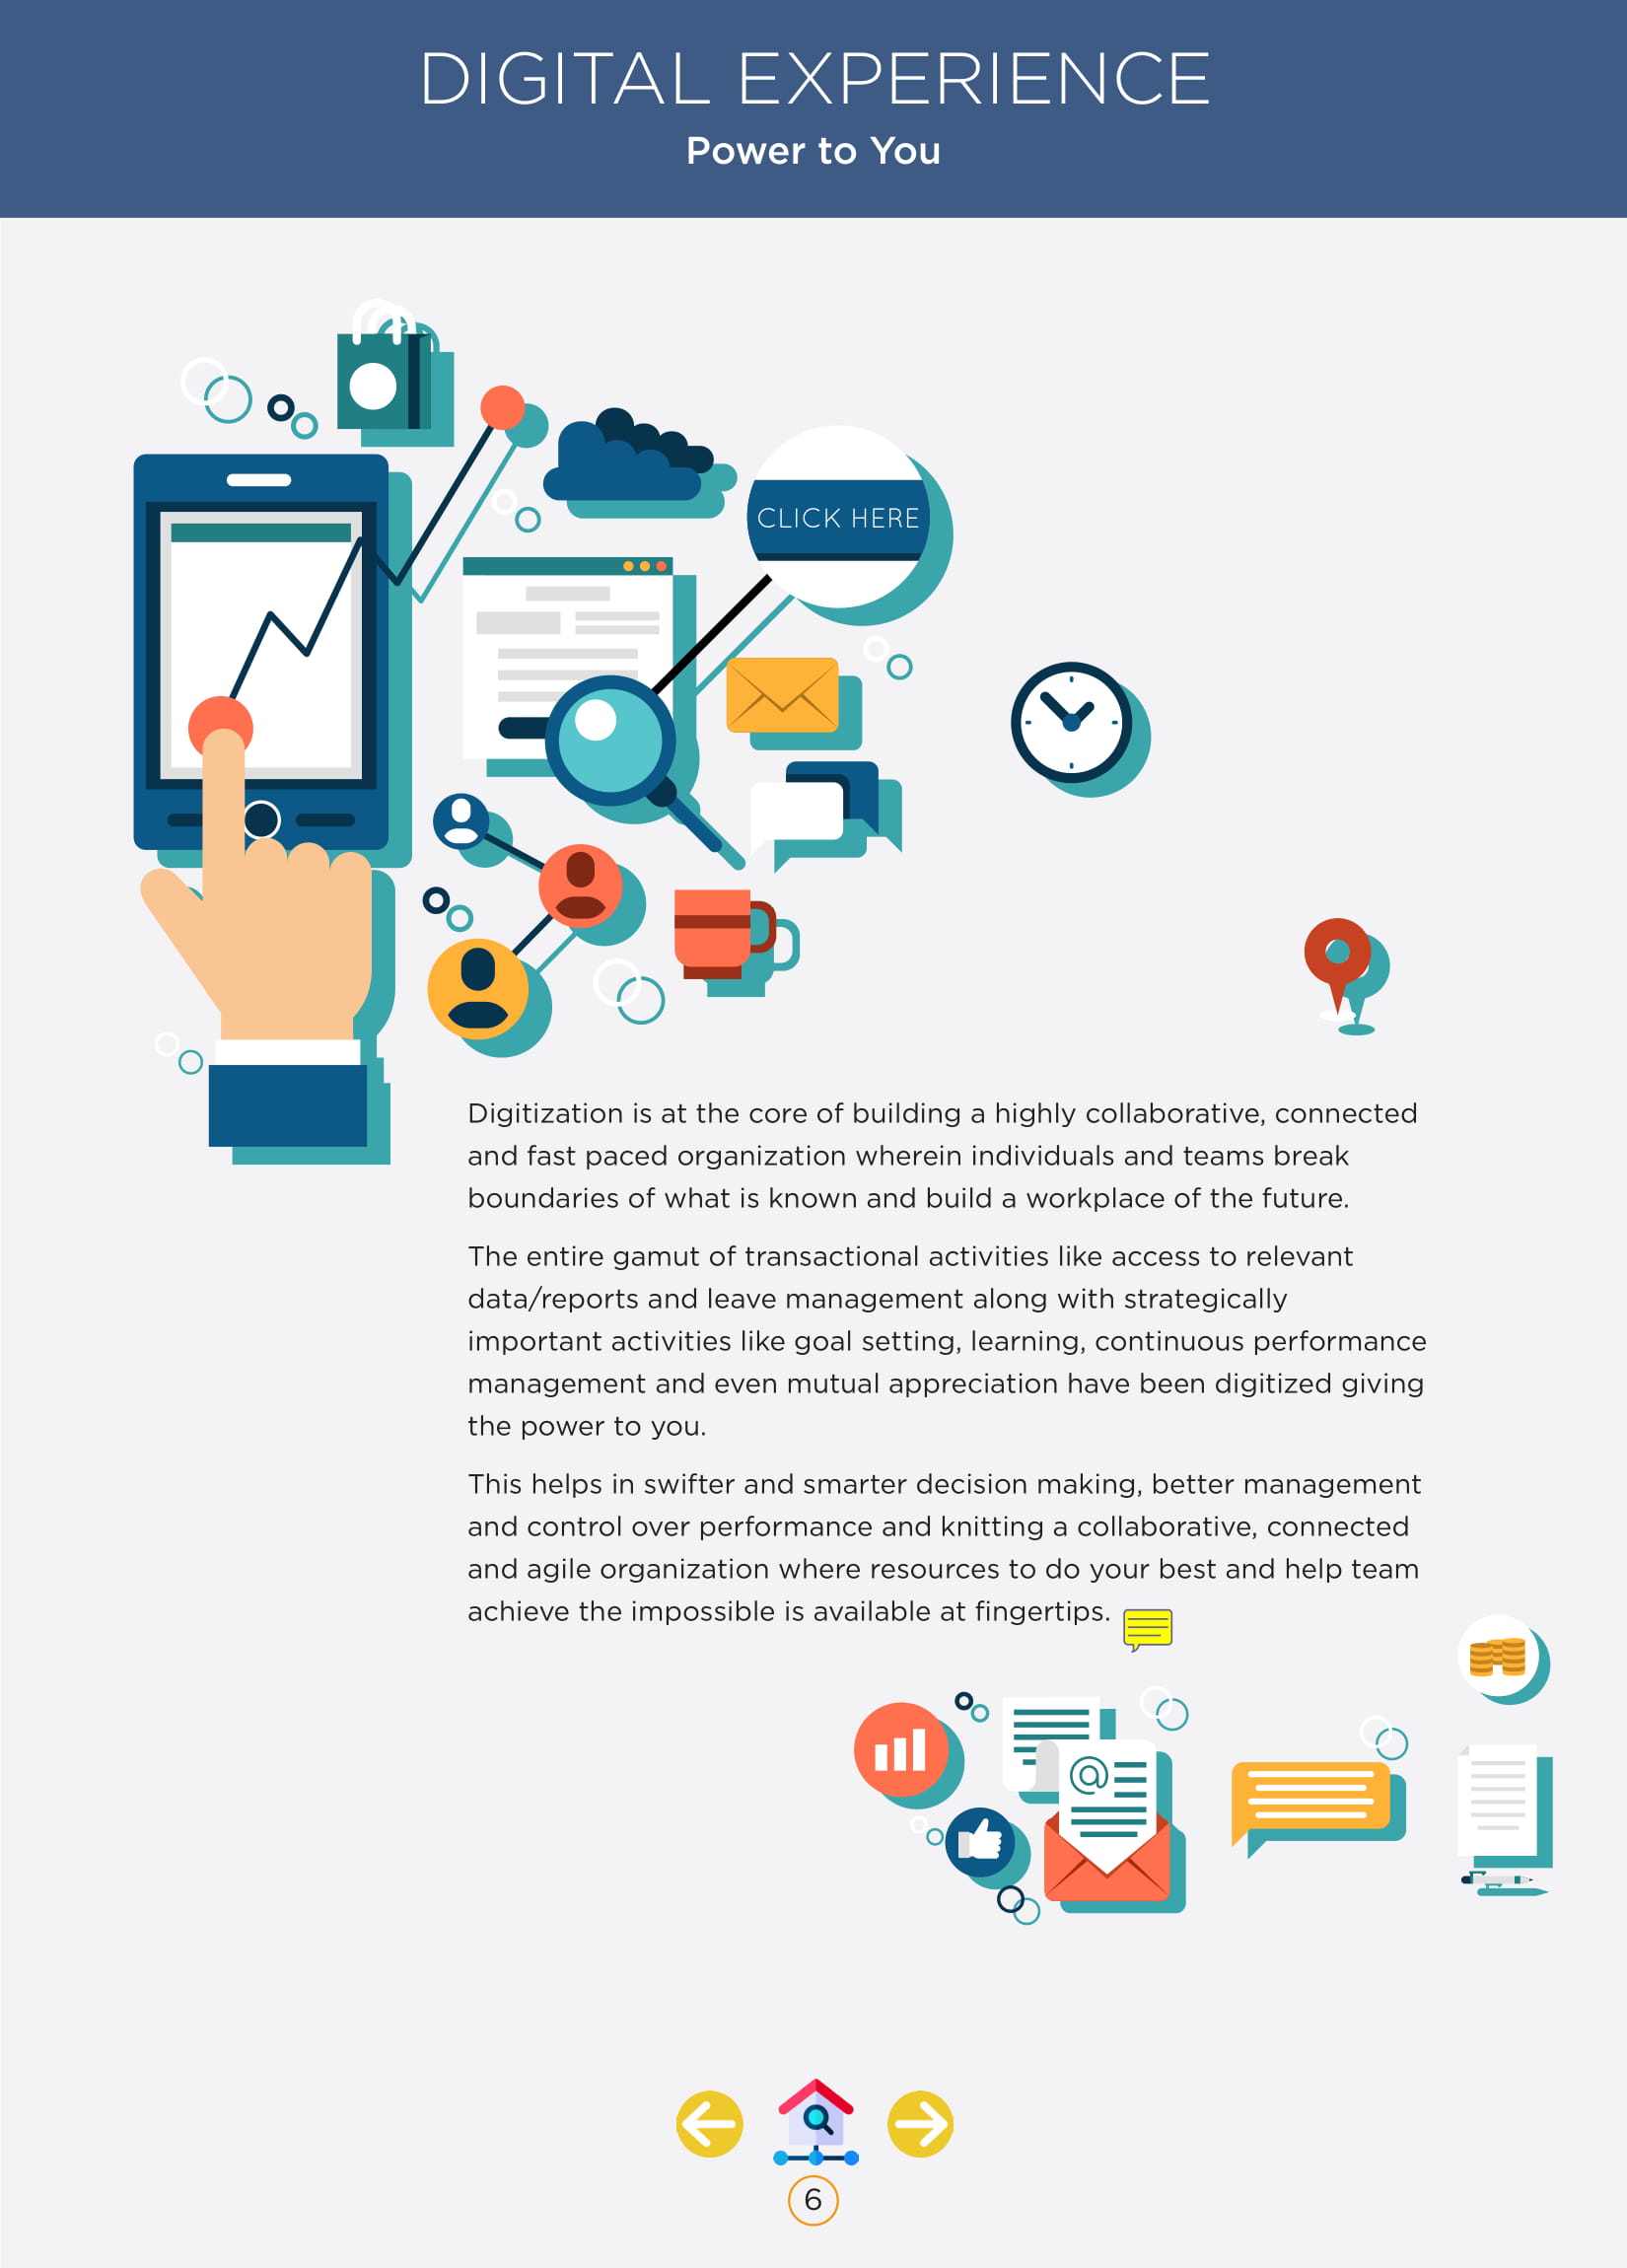 DIGITAL EXPERIENCE
Power to You
CLICK HERE
Digitization is at the core of building a highly collaborative, connected
and fast paced organization wherein individuals and teams break
boundaries of what is known and build a workplace of the future.
The entire gamut of transactional activities like access to relevant
data/reports and leave management along with strategically
important activities like goal setting, learning, continuous performance
management and even mutual appreciation have been digitized giving
the power to you.
This helps in swifter and smarter decision making, better management
and control over performance and knitting a collaborative, connected
and agile organization where resources to do your best and help team
achieve the impossible is available at fingertips.
@
6